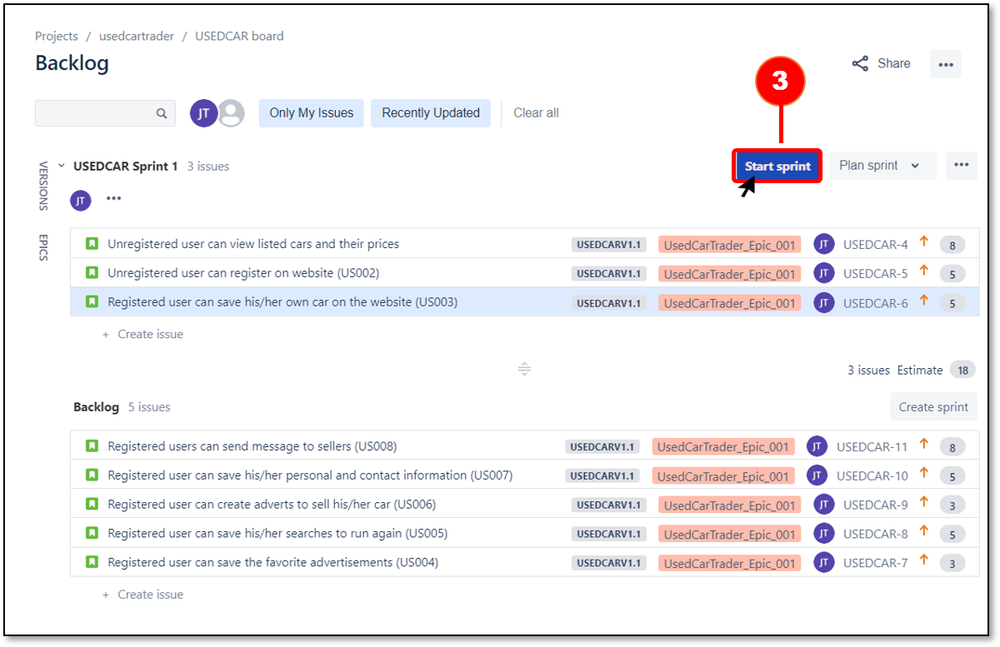 Projects / usedcartrader / USEDCAR board
Backlog
Share
3
JT
Only My Issues
Recently Updated
Clear all
VERSIONS
EPICS
USEDCAR Sprint 1 3 issues
Start sprint
Plan sprint
JT
Unregistered user can view listed cars and their prices USEDCARV1.1 UsedCarTrader_Epic_001 JT USEDCAR-4 8
Unregistered user can register on website (US002) USEDCARV1.1 UsedCarTrader_Epic_001 JT USEDCAR-5 5
Registered user can save his/her own car on the website (US003) USEDCARV1.1 UsedCarTrader_Epic_001 JT USEDCAR-6 5
+ Create issue
3 issues Estimate 18
Backlog 5 issues
Create sprint
Registered users can send message to sellers (US008) USEDCARV1.1 UsedCarTrader_Epic_001 JT USEDCAR-11 8
Registered user can save his/her personal and contact information (US007) USEDCARV1.1 UsedCarTrader_Epic_001 JT USEDCAR-10 5
Registered user can create adverts to sell his/her car (US006) USEDCARV1.1 UsedCarTrader_Epic_001 JT USEDCAR-9 3
Registered user can save his/her searches to run again (US005) USEDCARV1.1 UsedCarTrader_Epic_001 JT USEDCAR-8 5
Registered user can save the favorite advertisements (US004) USEDCARV1.1 UsedCarTrader_Epic_001 JT USEDCAR-7 3
+ Create issue